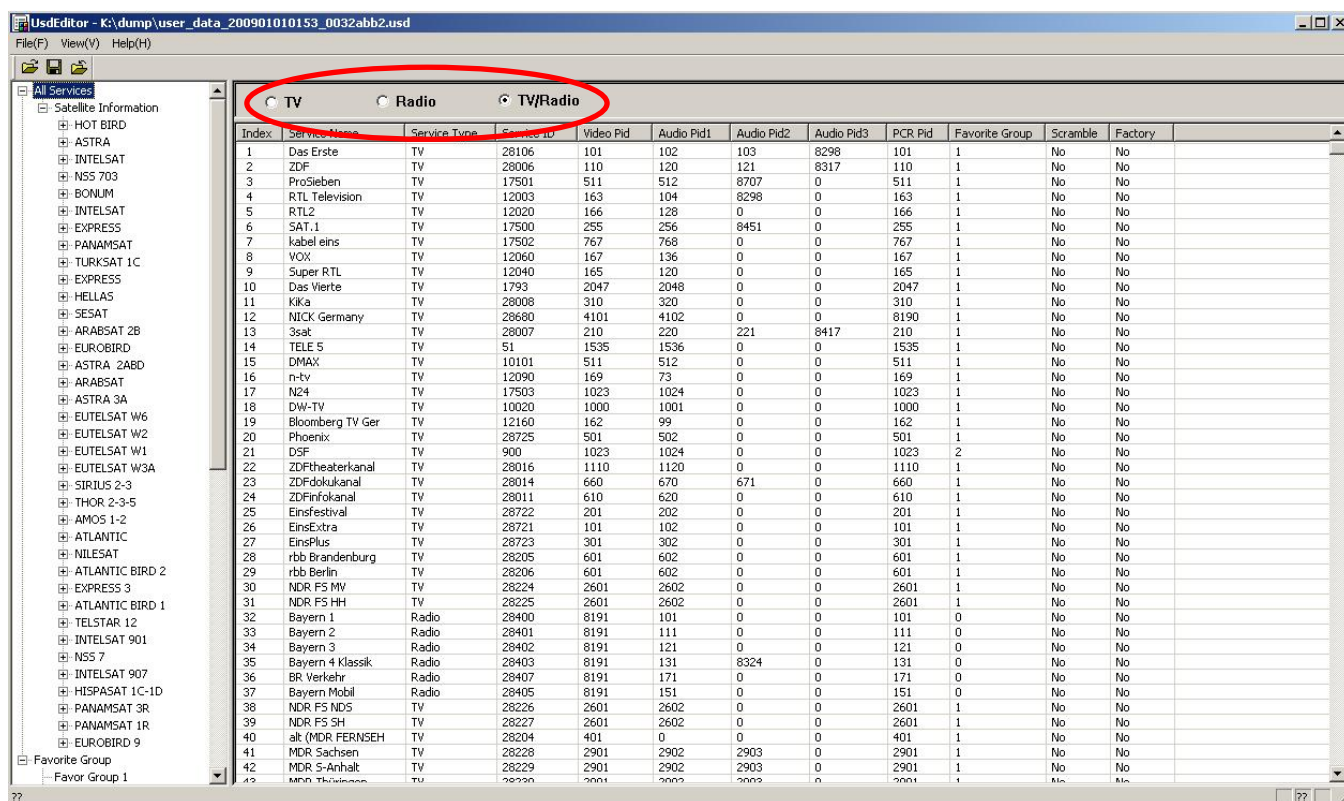 UsdEditor - K:\dump\user_data_200901010153_0032abb2.usd
File(F) View(V) Help(H)
All Services
Satellite Information
HOT BIRD
ASTRA
INTELSAT
NSS 703
BONUM
INTELSAT
EXPRESS
PANAMSAT
TURKSAT 1C
EXPRESS
HELLAS
SESAT
ARABSAT 2B
EUROBIRD
ASTRA 2ABD
ARABSAT
ASTRA 3A
EUTELSAT W6
EUTELSAT W2
EUTELSAT W1
EUTELSAT W3A
SIRIUS 2-3
THOR 2-3-5
AMOS 1-2
ATLANTIC
NILESAT
ATLANTIC BIRD 2
EXPRESS 3
ATLANTIC BIRD 1
TELSTAR 12
INTELSAT 901
NSS 7
INTELSAT 907
HISPASAT 1C-1D
PANAMSAT 3R
PANAMSAT 1R
EUROBIRD 9
Favorite Group
Favor Group 1
TV Radio TV/Radio
Index Service Name Service Type Service ID Video Pid Audio Pid1 Audio Pid2 Audio Pid3 PCR Pid Favorite Group Scramble Factory
1 Das Erste TV 28106 101 102 103 8298 101 1 No No
2 ZDF TV 28006 110 120 121 8317 110 1 No No
3 ProSieben TV 17501 511 512 8707 0 511 1 No No
4 RTL Television TV 12003 163 104 8298 0 163 1 No No
5 RTL2 TV 12020 166 128 0 0 166 1 No No
6 SAT.1 TV 17500 255 256 8451 0 255 1 No No
7 kabel eins TV 17502 767 768 0 0 767 1 No No
8 VOX TV 12060 167 136 0 0 167 1 No No
9 Super RTL TV 12040 165 120 0 0 165 1 No No
10 Das Vierte TV 1793 2047 2048 0 0 2047 1 No No
11 KiKa TV 28008 310 320 0 0 310 1 No No
12 NICK Germany TV 28680 4101 4102 0 0 8190 1 No No
13 3sat TV 28007 210 220 221 8417 210 1 No No
14 TELE 5 TV 51 1535 1536 0 0 1535 1 No No
15 DMAX TV 10101 511 512 0 0 511 1 No No
16 n-tv TV 12090 169 73 0 0 169 1 No No
17 N24 TV 17503 1023 1024 0 0 1023 1 No No
18 DW-TV TV 10020 1000 1001 0 0 1000 1 No No
19 Bloomberg TV Ger TV 12160 162 99 0 0 162 1 No No
20 Phoenix TV 28725 501 502 0 0 501 1 No No
21 DSF TV 900 1023 1024 0 0 1023 2 No No
22 ZDFtheaterkanal TV 28016 1110 1120 0 0 1110 1 No No
23 ZDFdokukanal TV 28014 660 670 671 0 660 1 No No
24 ZDFinfokanal TV 28011 610 620 0 0 610 1 No No
25 Einsfestival TV 28722 201 202 0 0 201 1 No No
26 EinsExtra TV 28721 101 102 0 0 101 1 No No
27 EinsPlus TV 28723 301 302 0 0 301 1 No No
28 rbb Brandenburg TV 28205 601 602 0 0 601 1 No No
29 rbb Berlin TV 28206 601 602 0 0 601 1 No No
30 NDR FS MV TV 28224 2601 2602 0 0 2601 1 No No
31 NDR FS HH TV 28225 2601 2602 0 0 2601 1 No No
32 Bayern 1 Radio 28400 8191 101 0 0 101 0 No No
33 Bayern 2 Radio 28401 8191 111 0 0 111 0 No No
34 Bayern 3 Radio 28402 8191 121 0 0 121 0 No No
35 Bayern 4 Klassik Radio 28403 8191 131 8324 0 131 0 No No
36 BR Verkehr Radio 28407 8191 171 0 0 171 0 No No
37 Bayern Mobil Radio 28405 8191 151 0 0 151 0 No No
38 NDR FS NDS TV 28226 2601 2602 0 0 2601 1 No No
39 NDR FS SH TV 28227 2601 2602 0 0 2601 1 No No
40 alt (MDR FERNSEH TV 28204 401 0 0 0 401 1 No No
41 MDR Sachsen TV 28228 2901 2902 2903 0 2901 1 No No
42 MDR S-Anhalt TV 28229 2901 2902 2903 0 2901 1 No No
43 MDR Thüringen TV 28230 2901 2902 2903 0 2901 1 No No
?? ??